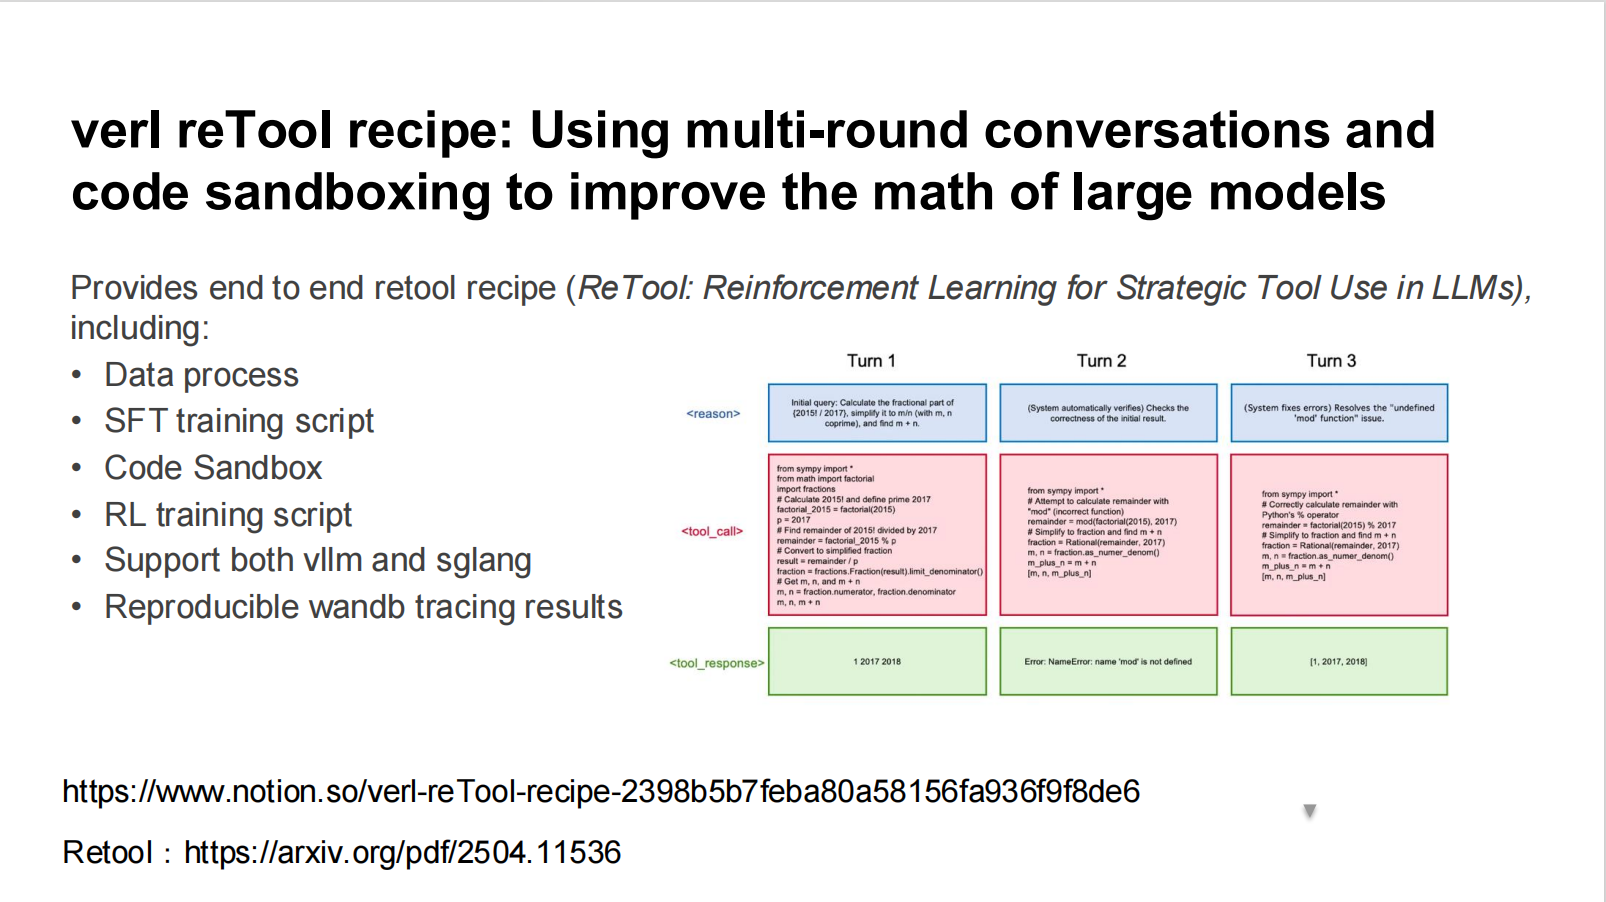 verl reTool recipe: Using multi-round conversations and
code sandboxing to improve the math of large models
Provides end to end retool recipe (ReTool: Reinforcement Learning for Strategic Tool Use in LLMs),
including:
• Data process
• SFT training script
• Code Sandbox
• RL training script
• Support both vllm and sglang
• Reproducible wandb tracing results
Turn 1
Turn 2
Turn 3
<reason>
Initial query: Calculate the fractional part of
{2015! / 2017}, simplify it to m/n (with m, n
coprime), and find m + n.
(System automatically verifies) Checks the
correctness of the initial result.
(System fixes errors) Resolves the "undefined
'mod' function" issue.
<tool_call>
from sympy import *
from math import factorial
import fractions
# Calculate 2015! and define prime 2017
factorial_2015 = factorial(2015)
p = 2017
# Find remainder of 2015! divided by 2017
remainder = factorial_2015 % p
# Convert to simplified fraction
result = remainder / p
fraction = fractions.Fraction(result).limit_denominator()
# Get m, n, and m + n
m, n = fraction.numerator, fraction.denominator
m, n, m + n
from sympy import *
# Attempt to calculate remainder with
"mod" (incorrect function)
remainder = mod(factorial(2015), 2017)
# Simplify to fraction and find m + n
fraction = Rational(remainder, 2017)
m, n = fraction.as_numer_denom()
m_plus_n = m + n
[m, n, m_plus_n]
from sympy import *
# Correctly calculate remainder with
Python's % operator
remainder = factorial(2015) % 2017
# Simplify to fraction and find m + n
fraction = Rational(remainder, 2017)
m, n = fraction.as_numer_denom()
m_plus_n = m + n
[m, n, m_plus_n]
<tool_response>
1 2017 2018
Error: NameError: name 'mod' is not defined
[1, 2017, 2018]
https://www.notion.so/verl-reTool-recipe-2398b5b7feba80a58156fa936f9f8de6
Retool：https://arxiv.org/pdf/2504.11536